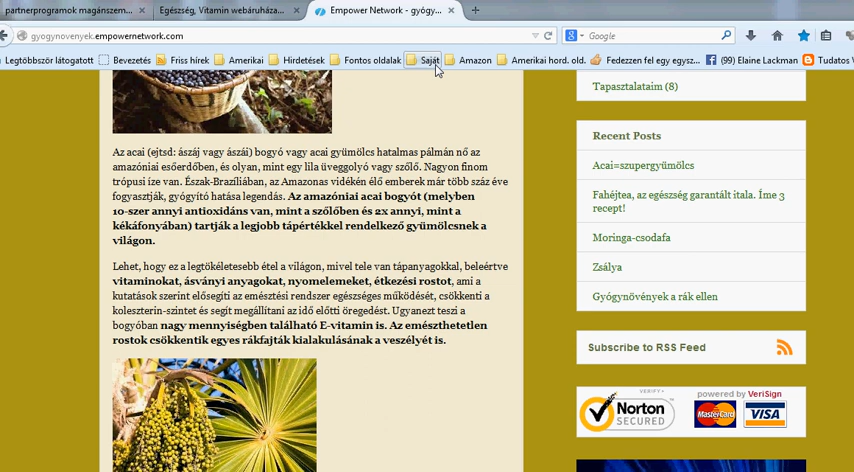 partnerprogramok magánszem...
Egészség, Vitamin webáruháza...
Empower Network - gyógy...
gyogynovenyek.empowernetwork.com
Google
Legtöbbször látogatott
Bevezetés
Friss hírek
Amerikai
Hirdetések
Fontos oldalak
Saját
Amazon
Amerikai hord. old.
Fedezzen fel egy egysz...
(99) Elaine Lackman
Tudatos V
Az acai (ejtsd: ászáj vagy ászái) bogyó vagy acai gyümölcs hatalmas pálmán nő az
amazóniai esőerdőben, és olyan, mint egy lila üveggolyó vagy szőlő. Nagyon finom
trópusi íze van. Észak-Brazíliában, az Amazonas vidékén élő emberek már több száz éve
fogyasztják, gyógyító hatása legendás. Az amazóniai acai bogyót (melyben
10-szer annyi antioxidáns van, mint a szőlőben és 2x annyi, mint a
kékáfonyában) tartják a legjobb tápértékkel rendelkező gyümölcsnek a
világon.
Lehet, hogy ez a legtökéletesebb étel a világon, mivel tele van tápanyagokkal, beleértve
vitaminokat, ásványi anyagokat, nyomelemeket, étkezési rostot, ami a
kutatások szerint elősegíti az emésztési rendszer egészséges működését, csökkenti a
koleszterin-szintet és segít megállítani az idő előtti öregedést. Ugyanezt teszi a
bogyóban nagy mennyiségben található E-vitamin is. Az emészthetetlen
rostok csökkentik egyes rákfajták kialakulásának a veszélyét is.
Tapasztalataim (8)
Recent Posts
Acai=szupergyümölcs
Fahéjtea, az egészség garantált itala. Íme 3
recept!
Moringa-csodafa
Zsálya
Gyógynövények a rák ellen
Subscribe to RSS Feed
VERIFY
Norton
SECURED
powered by VeriSign
MasterCard
VISA